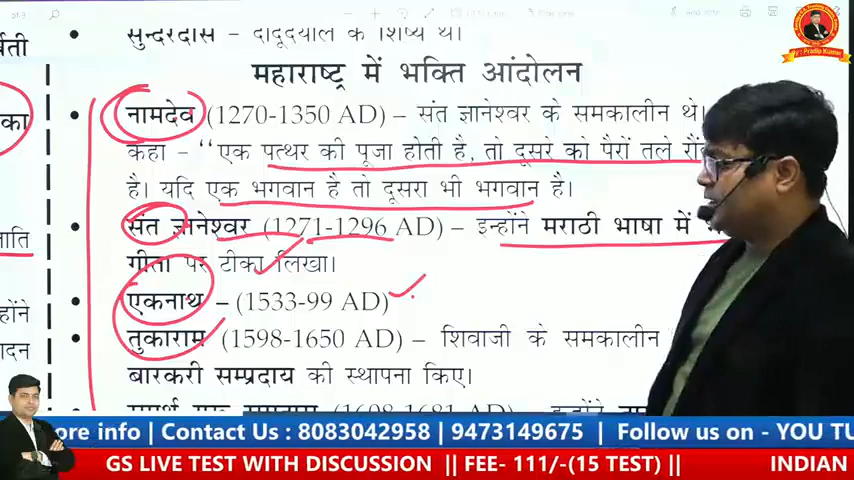 सुन्दरदास – दादूदयाल के शिष्य थे।
महाराष्ट्र में भक्ति आंदोलन
• नामदेव (1270-1350 AD) – संत ज्ञानेश्वर के समकालीन थे।
कहा - “एक पत्थर की पूजा होती है, तो दूसरे को पैरों तले
है। यदि एक भगवान है तो दूसरा भी भगवान है।
• संत ज्ञानेश्वर (1271-1296 AD) – इन्होंने मराठी भाषा में
गीता पर टीका लिखा।
• एकनाथ – (1533-99 AD)
• तुकाराम (1598-1650 AD) – शिवाजी के समकालीन
बारकरी सम्प्रदाय की स्थापना किए।
(1608-1681 AD)
ore info | Contact Us : 8083042958 | 9473149675 | Follow us on - YOU TU
GS LIVE TEST WITH DISCUSSION || FEE- 111/-(15 TEST) || INDIAN